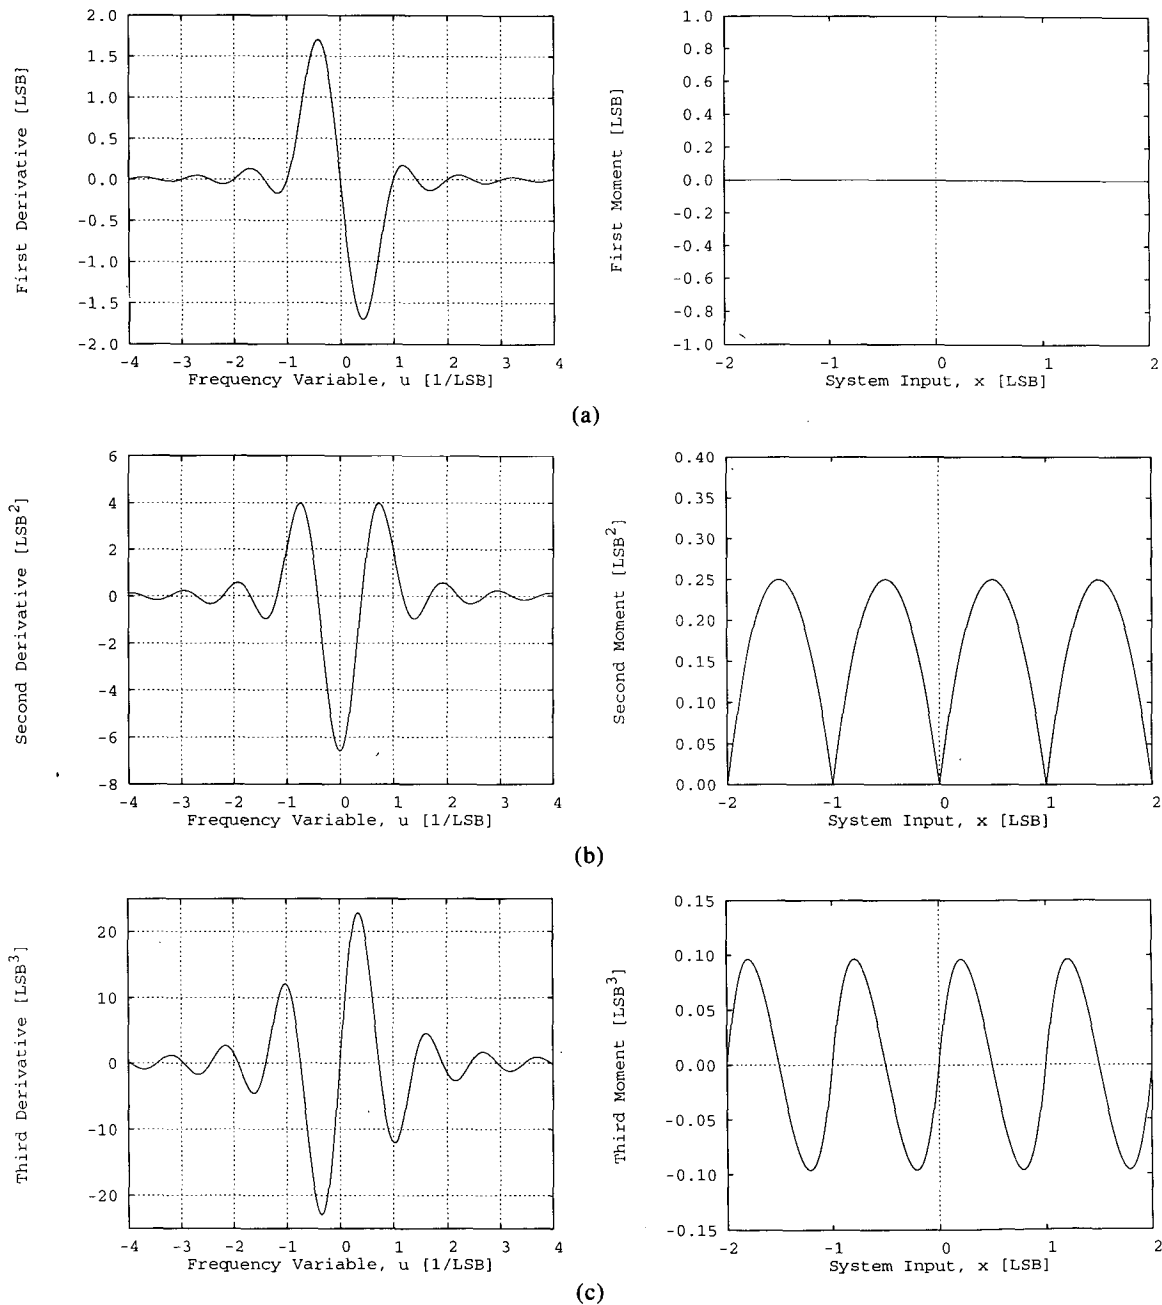 First Derivative [LSB]
2.0
1.5
1.0
0.5
0.0
-0.5
-1.0
-1.5
-2.0
-4 -3 -2 -1 0 1 2 3 4
Frequency Variable, u [1/LSB]
First Moment [LSB]
1.0
0.8
0.6
0.4
0.2
0.0
-0.2
-0.4
-0.6
-0.8
-1.0
-2 -1 0 1 2
System Input, x [LSB]
(a)
Second Derivative [LSB²]
6
4
2
0
-2
-4
-6
-8
-4 -3 -2 -1 0 1 2 3 4
Frequency Variable, u [1/LSB]
Second Moment [LSB²]
0.40
0.35
0.30
0.25
0.20
0.15
0.10
0.05
0.00
-2 -1 0 1 2
System Input, x [LSB]
(b)
Third Derivative [LSB³]
20
10
0
-10
-20
-4 -3 -2 -1 0 1 2 3 4
Frequency Variable, u [1/LSB]
Third Moment [LSB³]
0.15
0.10
0.05
0.00
-0.05
-0.10
-0.15
-2 -1 0 1 2
System Input, x [LSB]
(c)